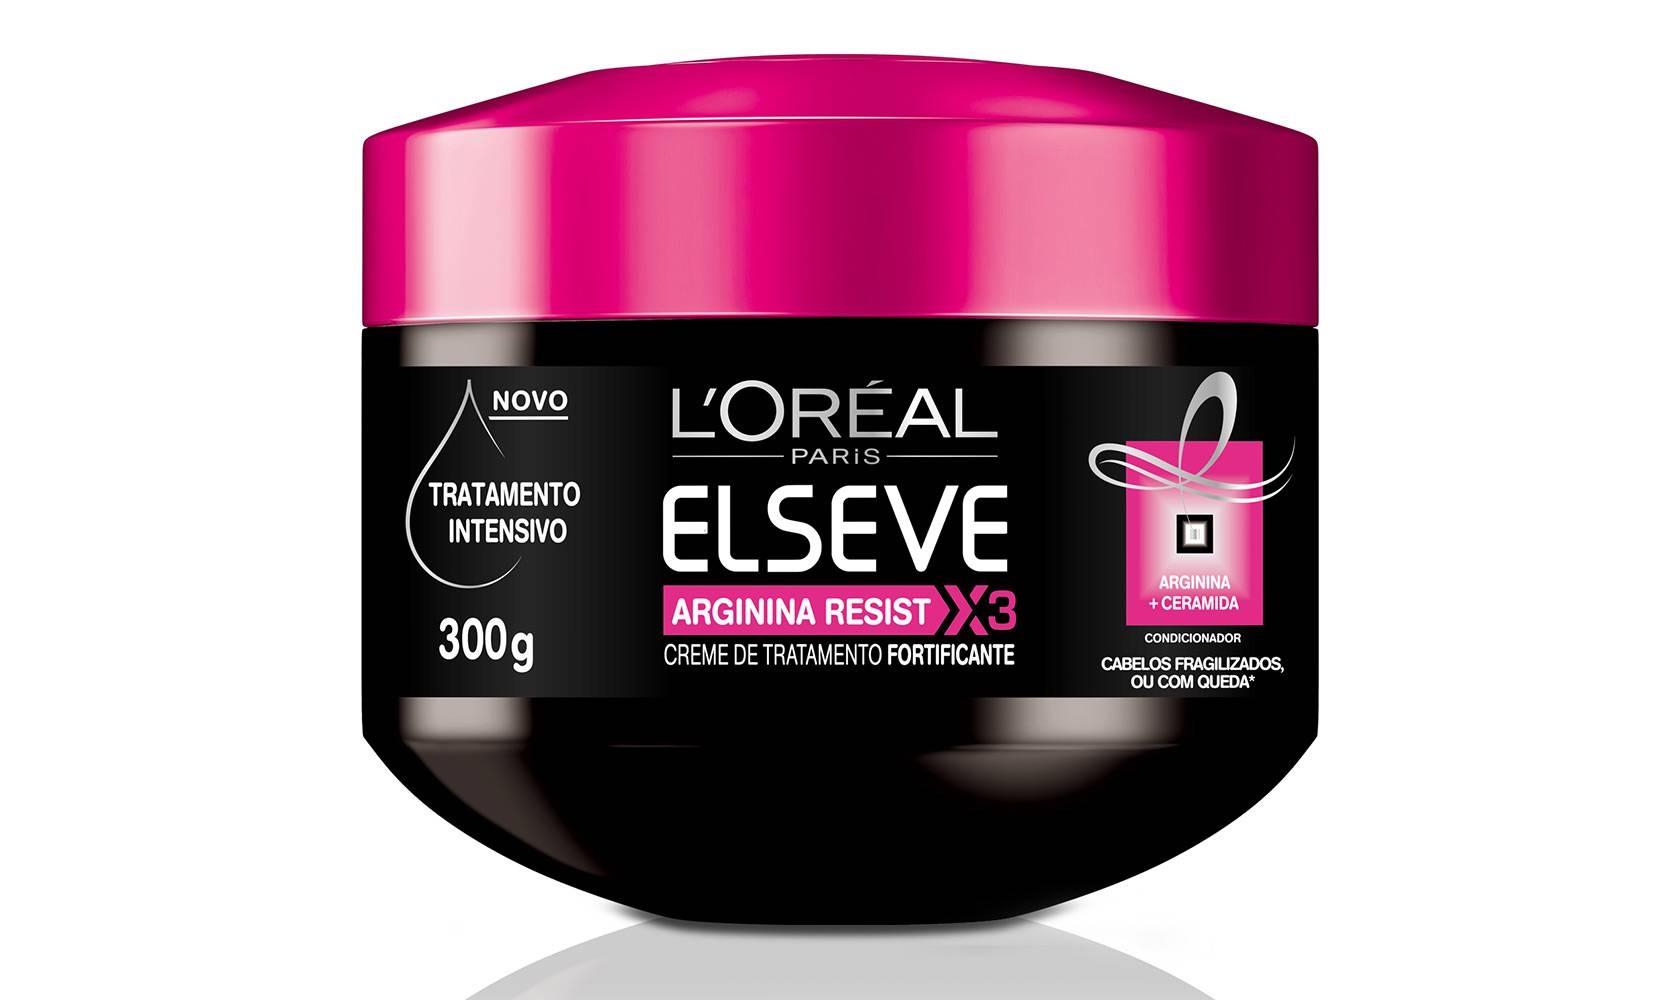 NOVO
TRATAMENTO
INTENSIVO
300g
L'ORÉAL
PARiS
ELSEVE
ARGININA RESIST X3
CREME DE TRATAMENTO FORTIFICANTE
ARGININA
+ CERAMIDA
CONDICIONADOR
CABELOS FRAGILIZADOS,
OU COM QUEDA*